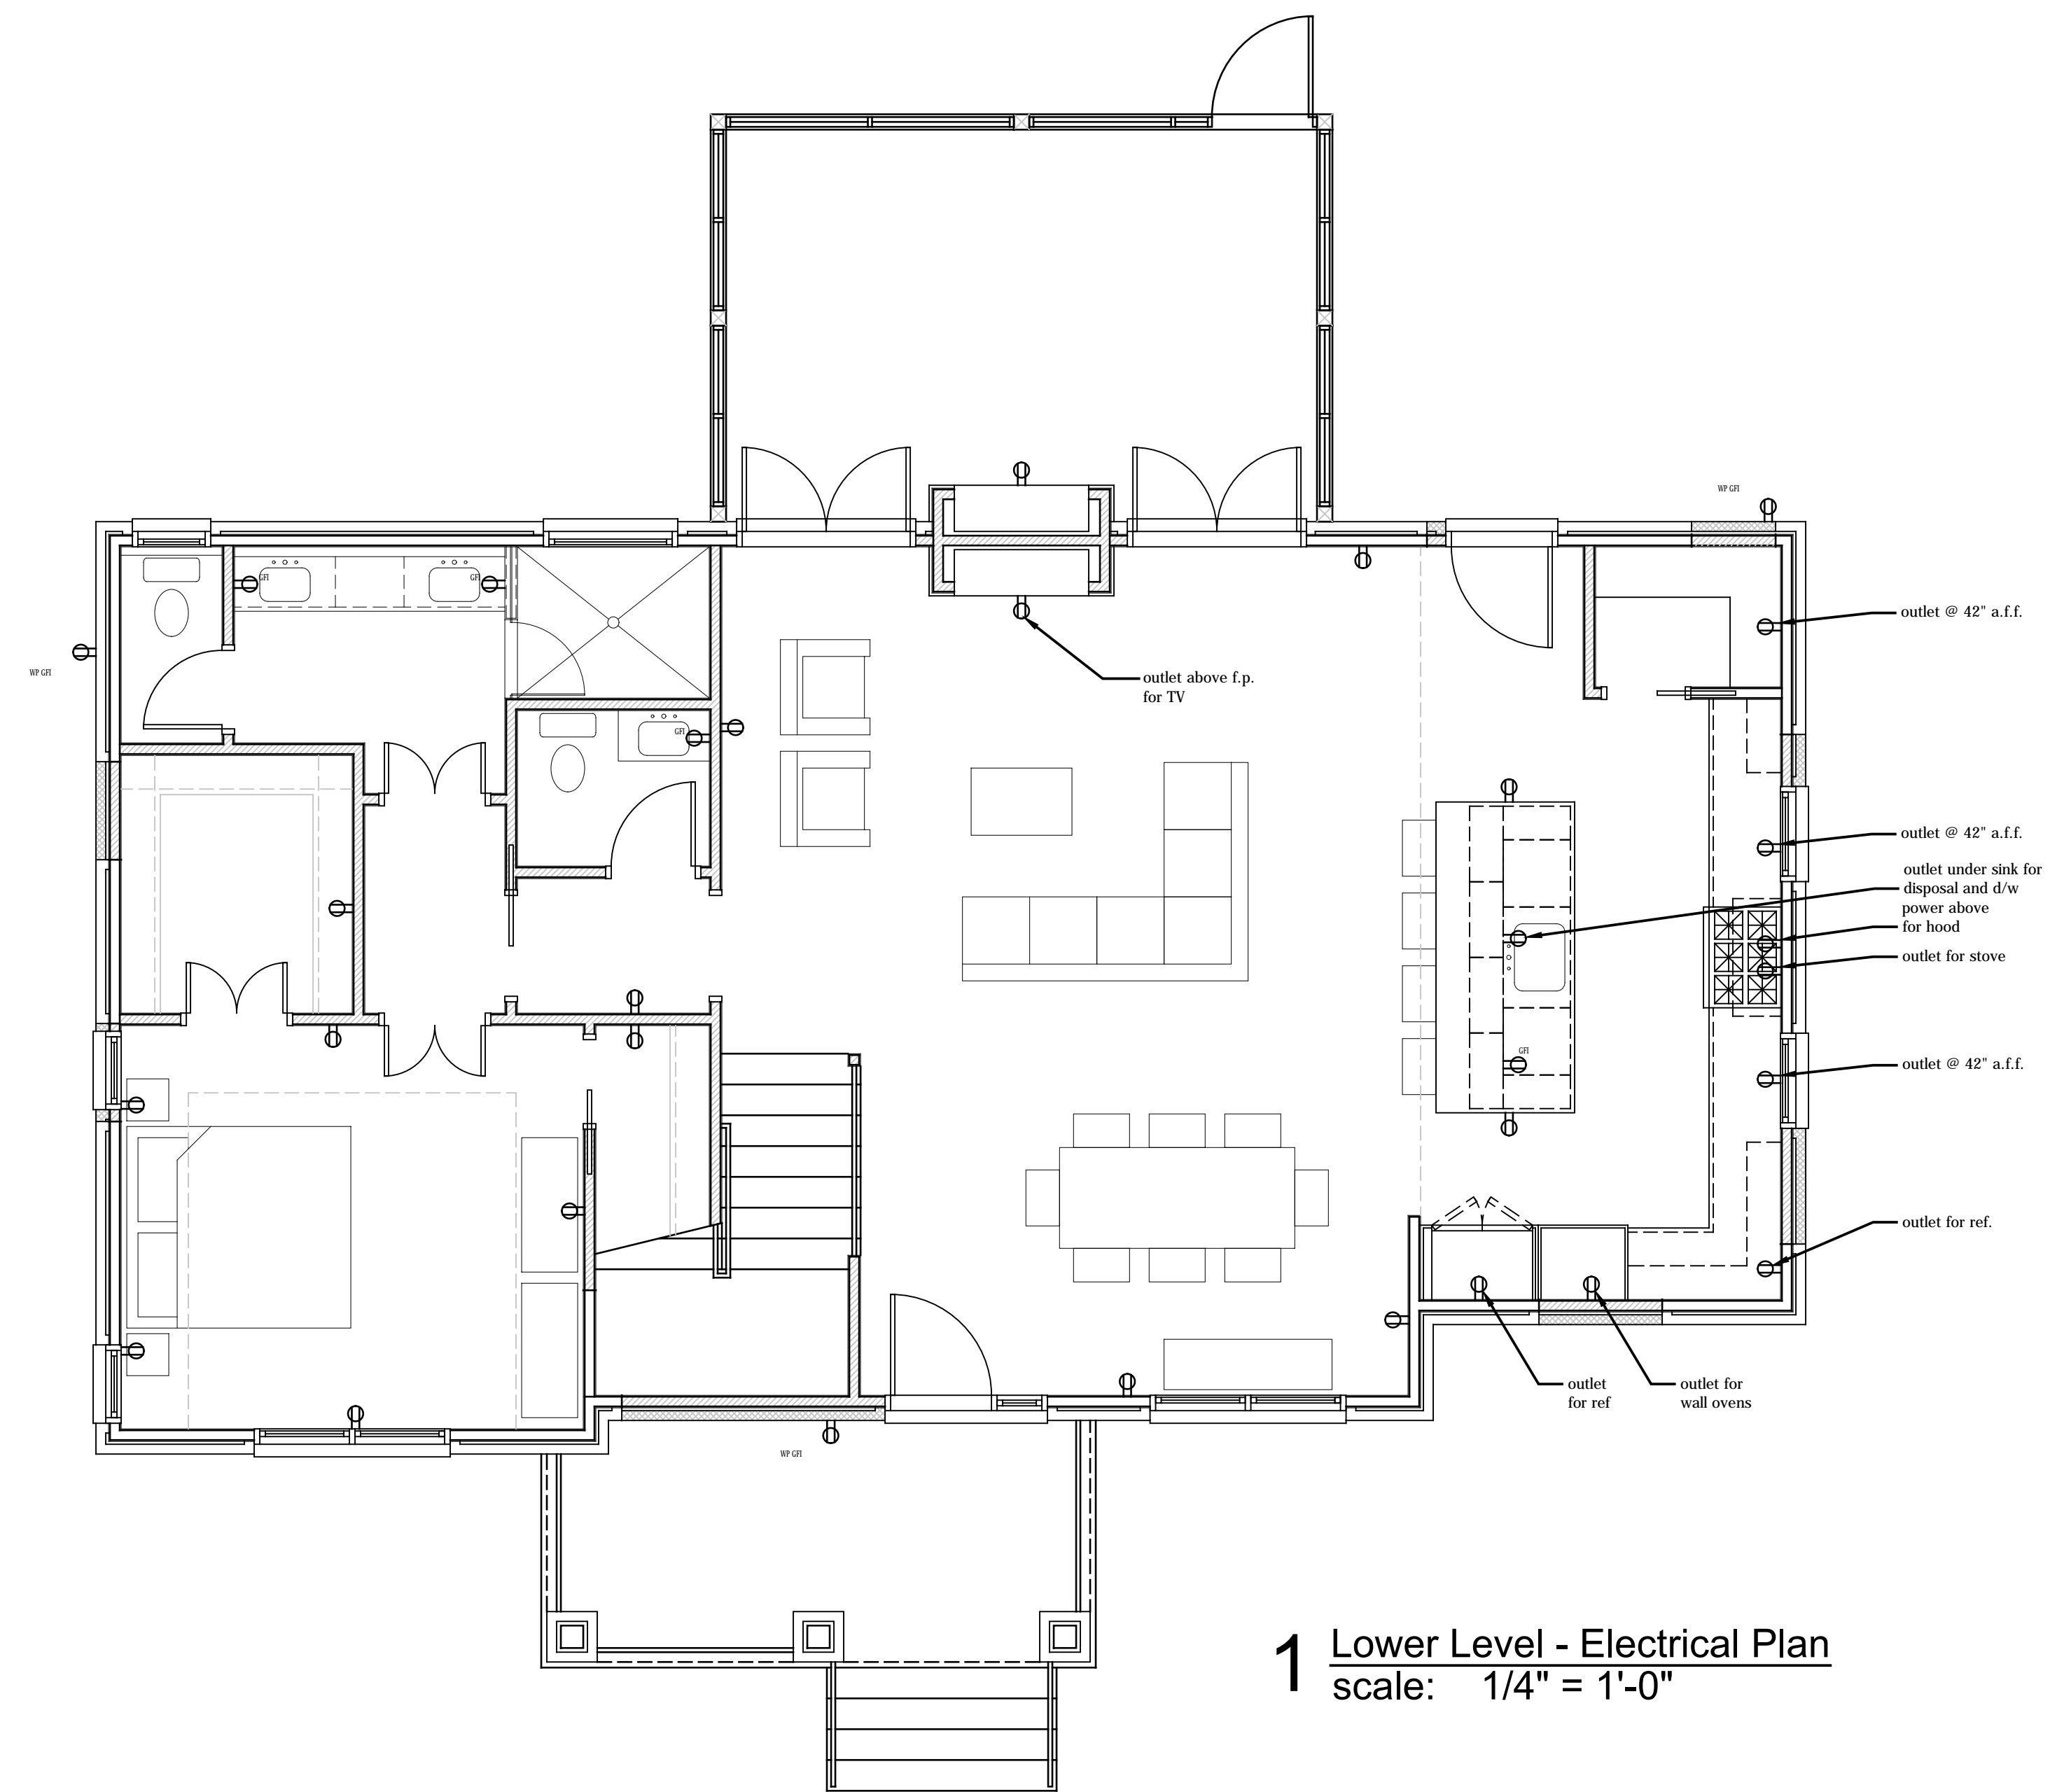 WP GFI
GFI
GFI
outlet @ 42" a.f.f.
WP GFI
outlet above f.p.
for TV
GFI
outlet @ 42" a.f.f.
outlet under sink for
disposal and d/w
power above
for hood
outlet for stove
GFI
outlet @ 42" a.f.f.
outlet for ref.
outlet
for ref
outlet for
wall ovens
WP GFI
1 Lower Level - Electrical Plan
scale: 1/4" = 1'-0"